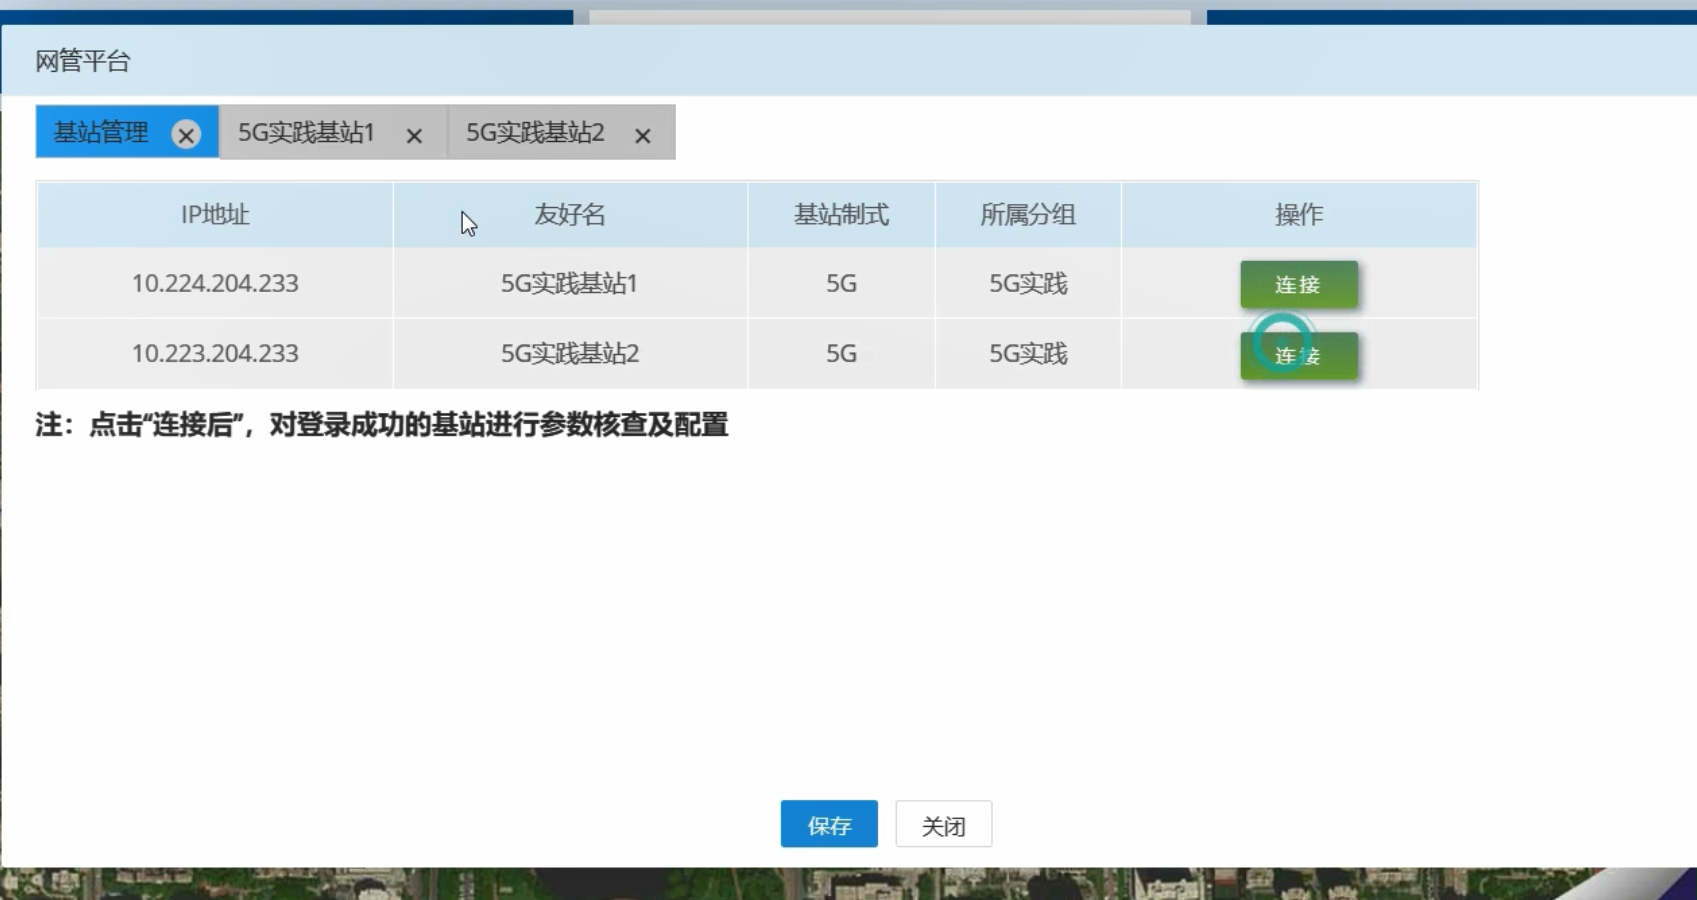 网管平台
基站管理 5G实践基站1 5G实践基站2
IP地址 友好名 基站制式 所属分组 操作
10.224.204.233 5G实践基站1 5G 5G实践 连接
10.223.204.233 5G实践基站2 5G 5G实践 连接
注：点击“连接后”，对登录成功的基站进行参数核查及配置
保存 关闭